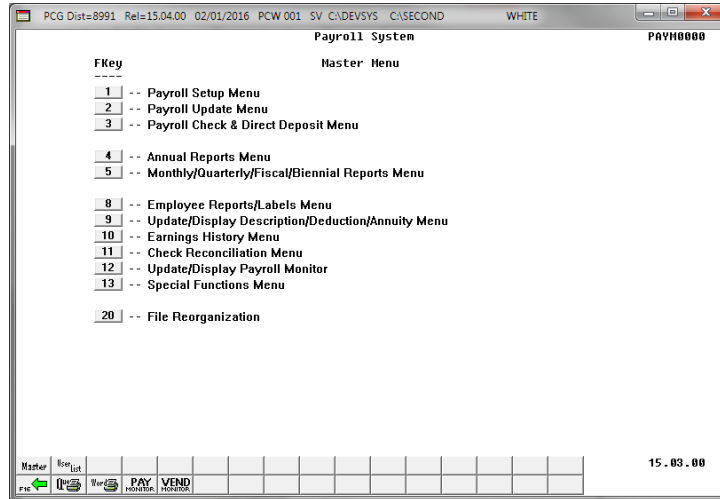 PCG Dist=8991 Rel=15.04.00 02/01/2016 PCW 001 SV C:\DEVSYS C:\SECOND WHITE
Payroll System PAYM0000
FKey Master Menu
----
1 -- Payroll Setup Menu
2 -- Payroll Update Menu
3 -- Payroll Check & Direct Deposit Menu
4 -- Annual Reports Menu
5 -- Monthly/Quarterly/Fiscal/Biennial Reports Menu
8 -- Employee Reports/Labels Menu
9 -- Update/Display Description/Deduction/Annuity Menu
10 -- Earnings History Menu
11 -- Check Reconciliation Menu
12 -- Update/Display Payroll Monitor
13 -- Special Functions Menu
20 -- File Reorganization
Master User List 15.03.00
F16 Que Word PAY MONITOR VEND MONITOR